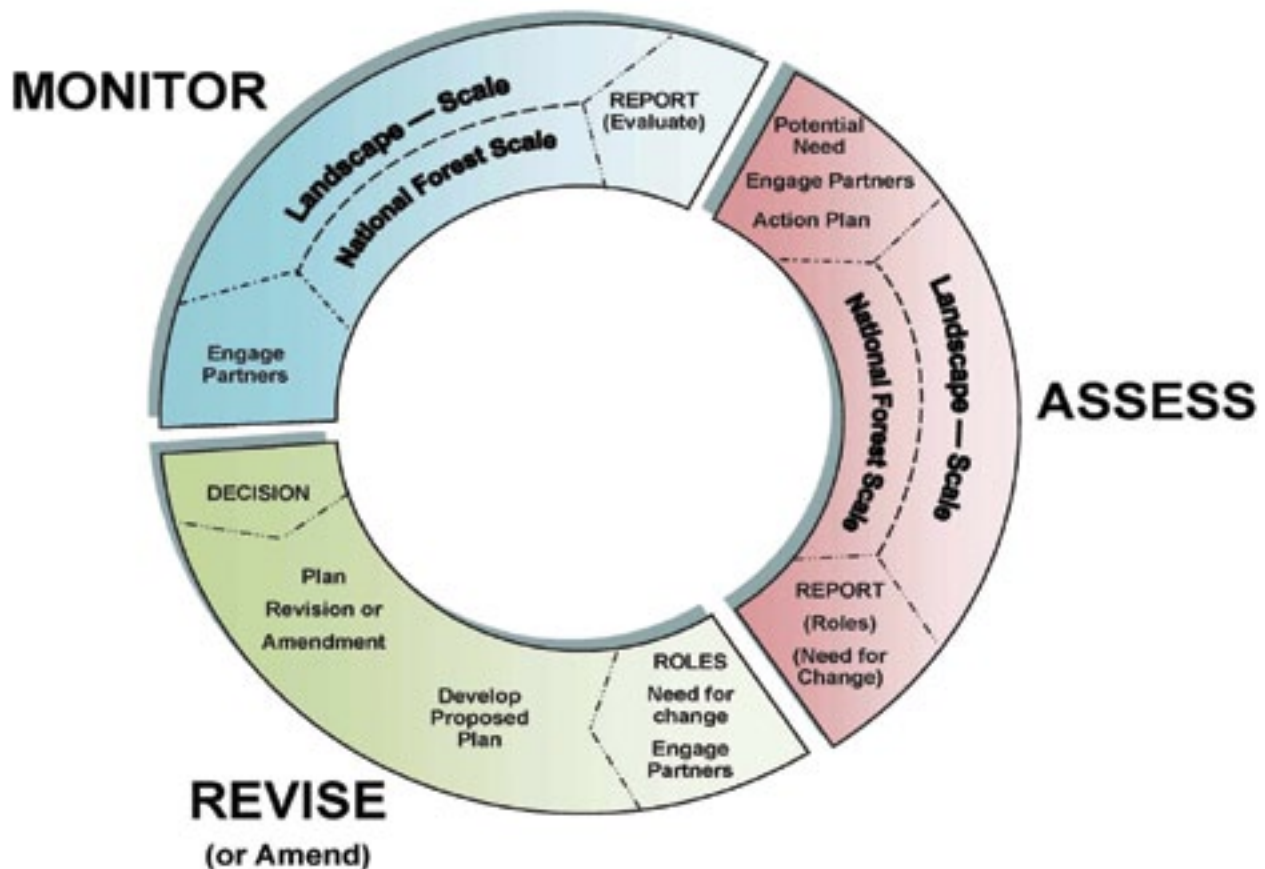 MONITOR
Landscape — Scale
National Forest Scale
REPORT
(Evaluate)
Engage
Partners
Potential
Need
Engage Partners
Action Plan
Landscape — Scale
National Forest Scale
ASSESS
REPORT
(Roles)
(Need for
Change)
ROLES
Need for
change
Engage
Partners
Develop
Proposed
Plan
Plan
Revision or
Amendment
DECISION
REVISE
(or Amend)